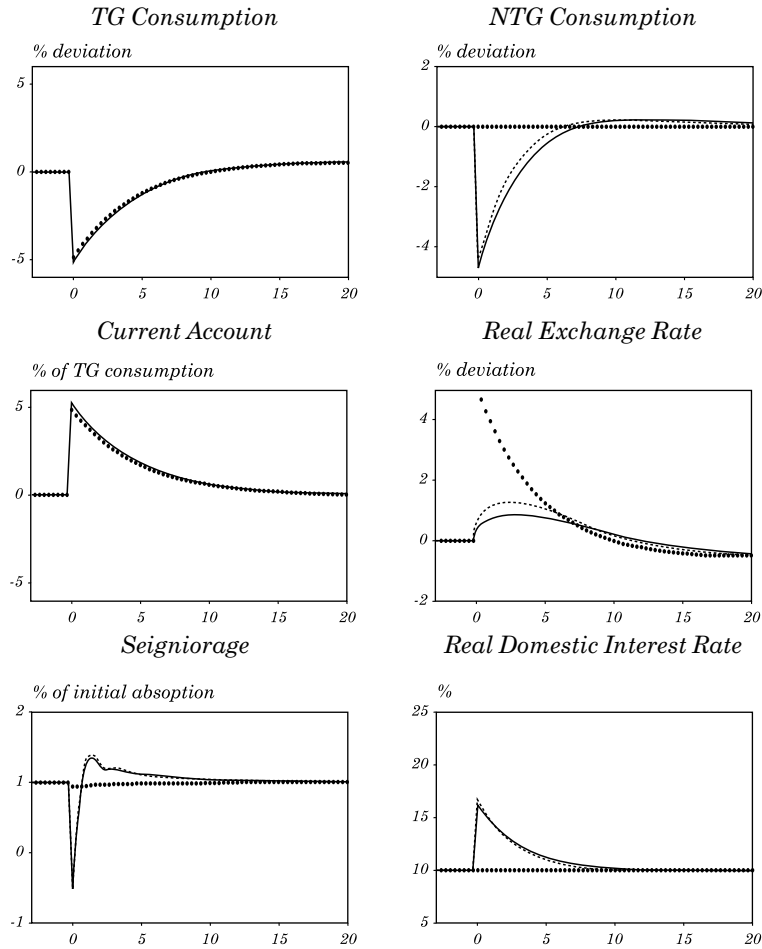 TG Consumption
% deviation
5
0
-5
0 5 10 15 20
NTG Consumption
% deviation
2
0
-2
-4
0 5 10 15 20
Current Account
% of TG consumption
5
0
-5
0 5 10 15 20
Real Exchange Rate
% deviation
4
2
0
-2
0 5 10 15 20
Seigniorage
% of initial absoption
2
1
0
-1
0 5 10 15 20
Real Domestic Interest Rate
%
25
20
15
10
5
0 5 10 15 20